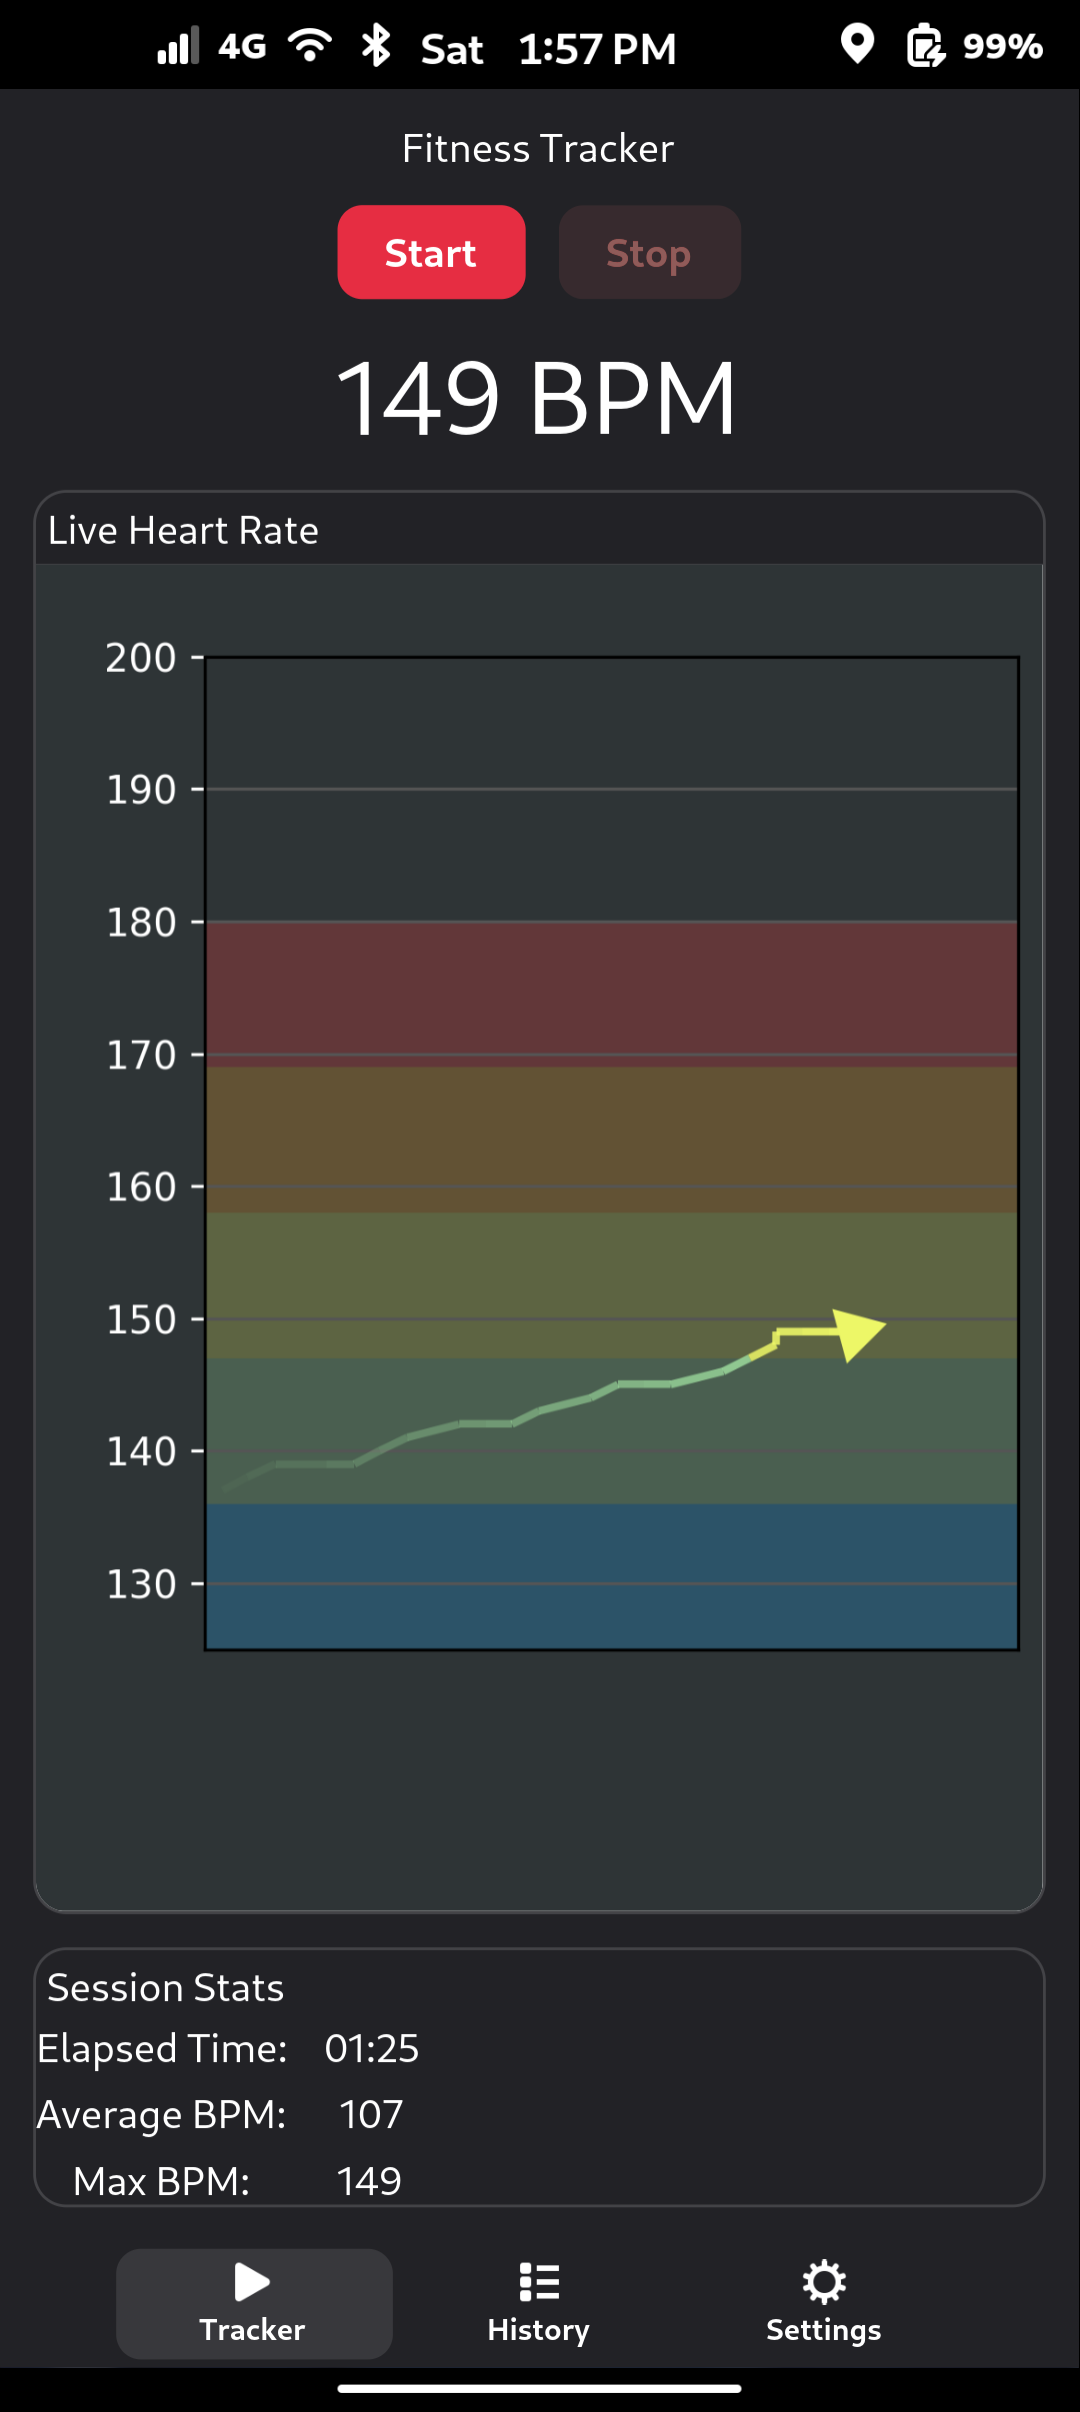 4G Sat 1:57 PM 99%
Fitness Tracker
Start Stop
149 BPM
Live Heart Rate
200
190
180
170
160
150
140
130
Session Stats
Elapsed Time: 01:25
Average BPM: 107
Max BPM: 149
Tracker History Settings